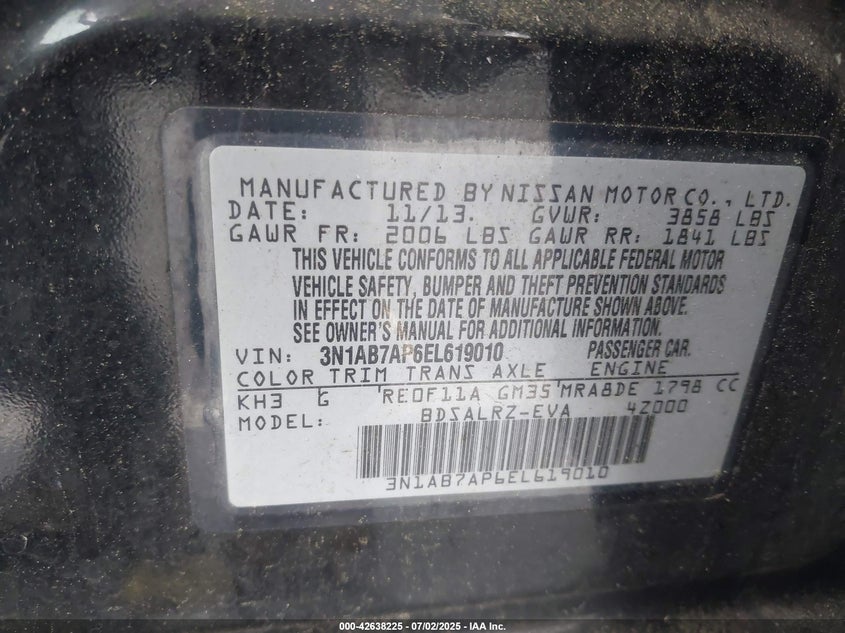 MANUFACTURED BY NISSAN MOTOR CO., LTD.
DATE: 11/13. GVWR: 3858 LBS
GAWR FR: 2006 LBS GAWR RR: 1841 LBS
THIS VEHICLE CONFORMS TO ALL APPLICABLE FEDERAL MOTOR
VEHICLE SAFETY, BUMPER AND THEFT PREVENTION STANDARDS
IN EFFECT ON THE DATE OF MANUFACTURE SHOWN ABOVE.
SEE OWNER'S MANUAL FOR ADDITIONAL INFORMATION.
VIN: 3N1AB7AP6EL619010 PASSENGER CAR.
COLOR TRIM TRANS AXLE ENGINE
KH3 G RE0F11A GM35 MRA8DE 1798 CC
MODEL: BDSALRZ-EVA 4Z000
3N1AB7AP6EL619010
000-42638225 - 07/02/2025 - IAA Inc.